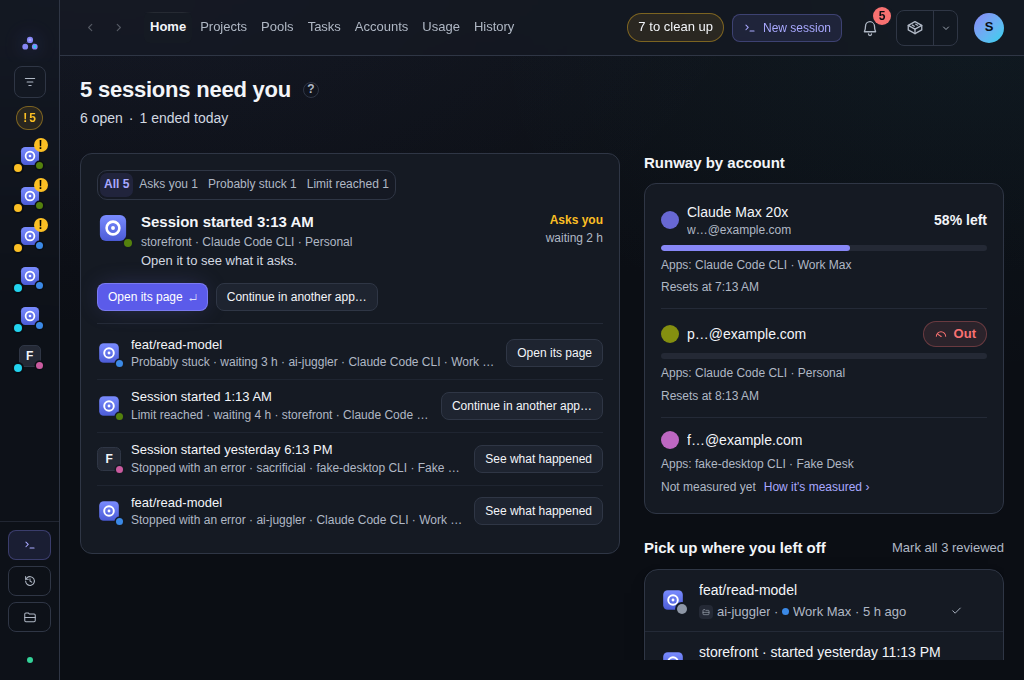 Home Projects Pools Tasks Accounts Usage History
7 to clean up
New session
5
S
! 5
!
!
!
F
5 sessions need you ?
6 open · 1 ended today
All 5 Asks you 1 Probably stuck 1 Limit reached 1
Session started 3:13 AM
Asks you
storefront · Claude Code CLI · Personal
waiting 2 h
Open it to see what it asks.
Open its page
Continue in another app…
feat/read-model
Probably stuck · waiting 3 h · ai-juggler · Claude Code CLI · Work …
Open its page
Session started 1:13 AM
Limit reached · waiting 4 h · storefront · Claude Code …
Continue in another app…
F
Session started yesterday 6:13 PM
Stopped with an error · sacrificial · fake-desktop CLI · Fake …
See what happened
feat/read-model
Stopped with an error · ai-juggler · Claude Code CLI · Work …
See what happened
Runway by account
Claude Max 20x
w…@example.com
58% left
Apps: Claude Code CLI · Work Max
Resets at 7:13 AM
p…@example.com
Out
Apps: Claude Code CLI · Personal
Resets at 8:13 AM
f…@example.com
Apps: fake-desktop CLI · Fake Desk
Not measured yet How it's measured ›
Pick up where you left off
Mark all 3 reviewed
feat/read-model
ai-juggler · Work Max · 5 h ago
storefront · started yesterday 11:13 PM